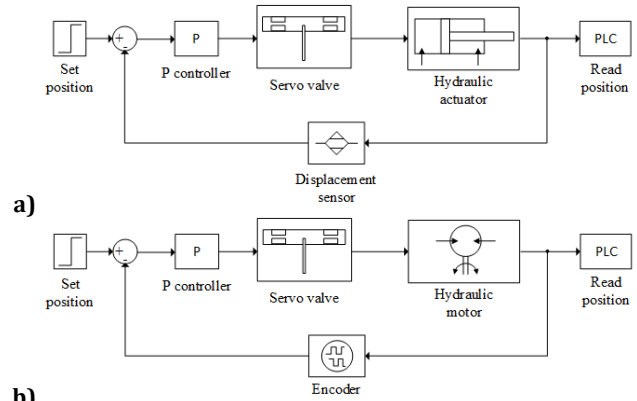 P
PLC
Set
position
P controller
Servo valve
Hydraulic
actuator
Read
position
Displacement
sensor
a)
P
PLC
Set
position
P controller
Servo valve
Hydraulic
motor
Read
position
Encoder
b)